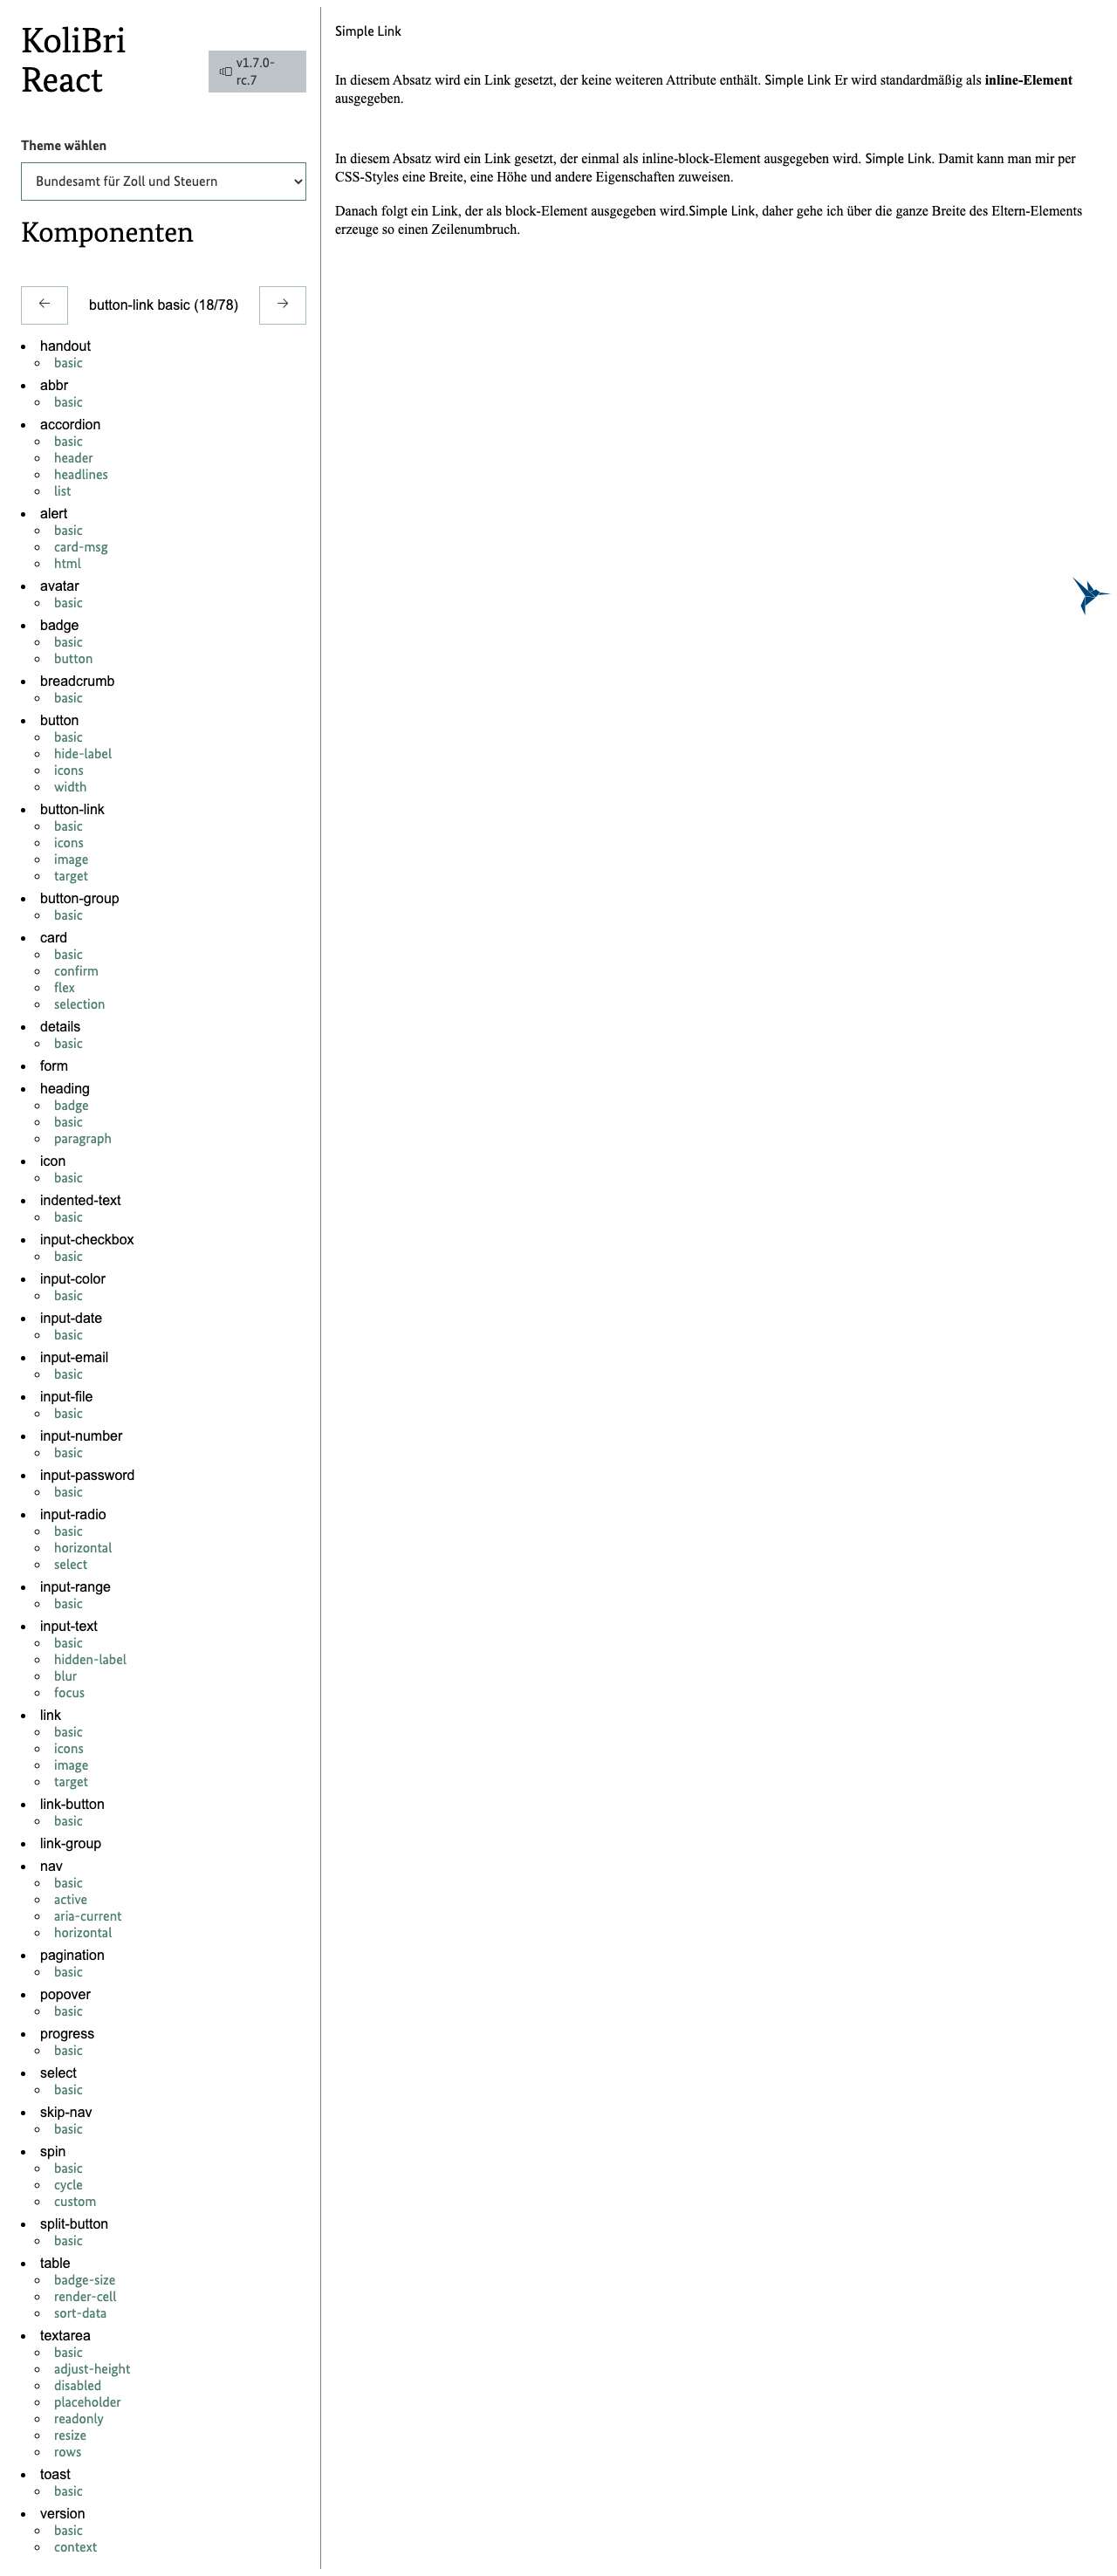 KoliBri
React
v1.7.0-
rc.7
Theme wählen
Bundesamt für Zoll und Steuern
Komponenten
button-link basic (18/78)
handout
basic
abbr
basic
accordion
basic
header
headlines
list
alert
basic
card-msg
html
avatar
basic
badge
basic
button
breadcrumb
basic
button
basic
hide-label
icons
width
button-link
basic
icons
image
target
button-group
basic
card
basic
confirm
flex
selection
details
basic
form
heading
badge
basic
paragraph
icon
basic
indented-text
basic
input-checkbox
basic
input-color
basic
input-date
basic
input-email
basic
input-file
basic
input-number
basic
input-password
basic
input-radio
basic
horizontal
select
input-range
basic
input-text
basic
hidden-label
blur
focus
link
basic
icons
image
target
link-button
basic
link-group
nav
basic
active
aria-current
horizontal
pagination
basic
popover
basic
progress
basic
select
basic
skip-nav
basic
spin
basic
cycle
custom
split-button
basic
table
badge-size
render-cell
sort-data
textarea
basic
adjust-height
disabled
placeholder
readonly
resize
rows
toast
basic
version
basic
context
Simple Link
In diesem Absatz wird ein Link gesetzt, der keine weiteren Attribute enthält. Simple Link Er wird standardmäßig als inline-Element
ausgegeben.
In diesem Absatz wird ein Link gesetzt, der einmal als inline-block-Element ausgegeben wird. Simple Link. Damit kann man mir per
CSS-Styles eine Breite, eine Höhe und andere Eigenschaften zuweisen.
Danach folgt ein Link, der als block-Element ausgegeben wird.Simple Link, daher gehe ich über die ganze Breite des Eltern-Elements
erzeuge so einen Zeilenumbruch.